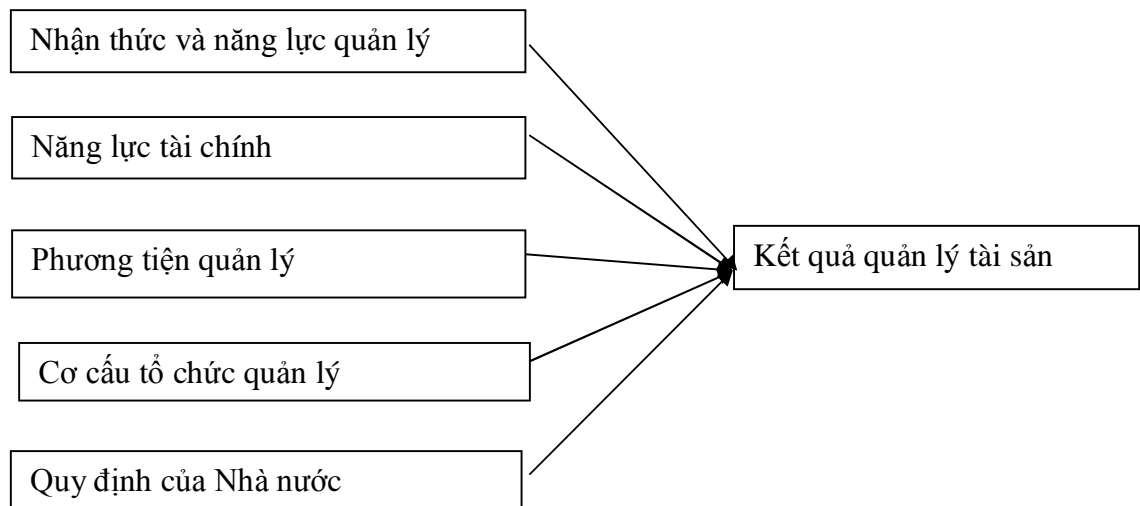 Nhận thức và năng lực quản lý
Năng lực tài chính
Phương tiện quản lý
Kết quả quản lý tài sản
Cơ cấu tổ chức quản lý
Quy định của Nhà nước